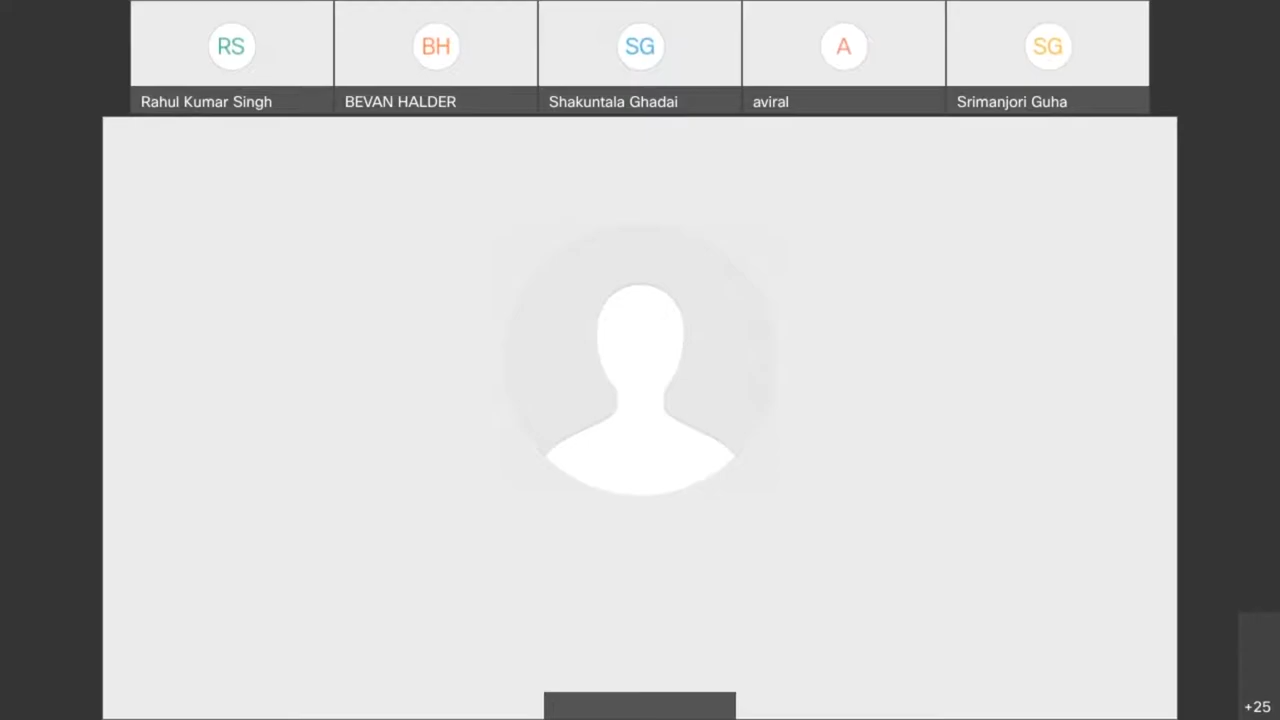 RS
BH
SG
A
SG
Rahul Kumar Singh
BEVAN HALDER
Shakuntala Ghadai
aviral
Srimanjori Guha
+25